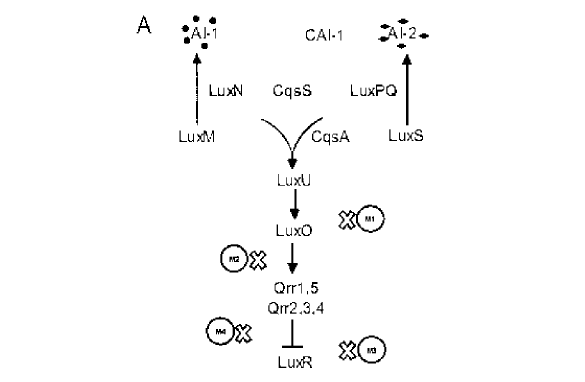 A
AI-1 CAI-1 AI-2
LuxN CqsS LuxPQ
LuxM CqsA LuxS
LuxU
LuxO M1
M2
Qrr1,5
Qrr2,3,4
M4
LuxR M3